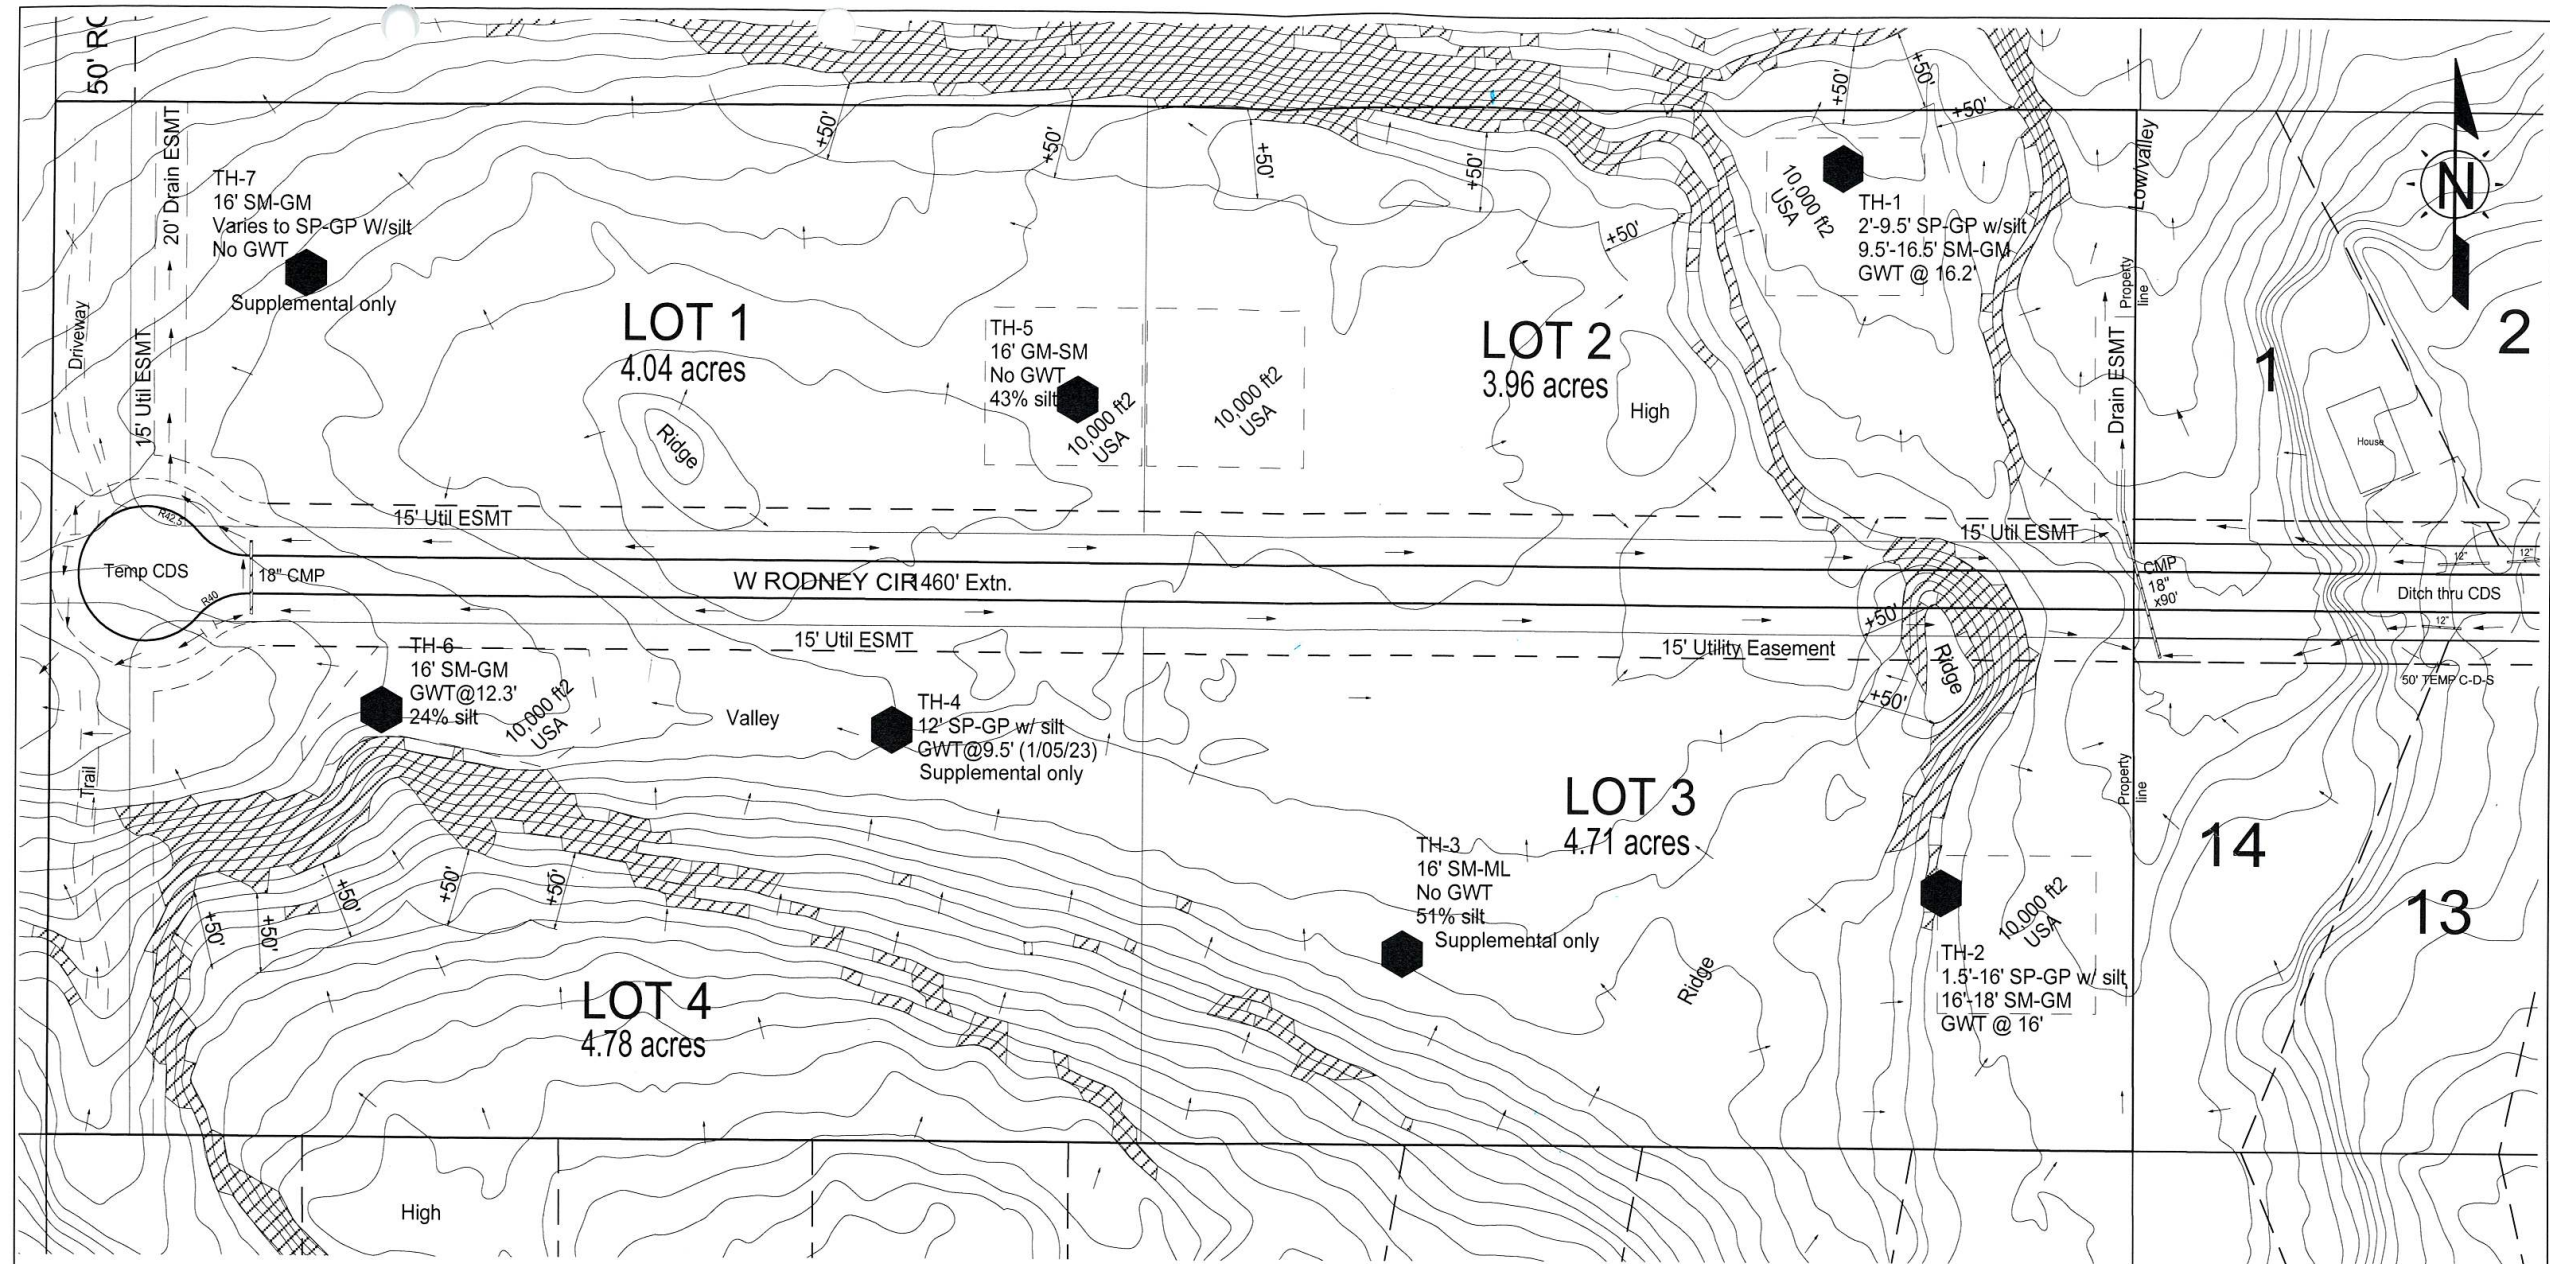 50' RO
20' Drain ESMT
15' Util ESMT
Driveway
TH-7
16' SM-GM
Varies to SP-GP W/silt
No GWT
Supplemental only
+50'
+50'
+50'
+50'
+50'
+50'
+50'
+50'
LOT 1
4.04 acres
Ridge
TH-5
16' GM-SM
No GWT
43% silt
10,000 ft2
USA
10,000 ft2
USA
LOT 2
3.96 acres
High
10,000 ft2
USA
TH-1
2'-9.5' SP-GP w/silt
9.5'-16.5' SM-GM
GWT @ 16.2'
Low/valley
Property
line
Drain ESMT
N
1
2
House
15' Util ESMT
15' Util ESMT
R42.5
Temp CDS
18" CMP
R40
W RODNEY CIR 1460' Extn.
CMP
18"
x90'
12"
12"
Ditch thru CDS
12"
50' TEMP C-D-S
15' Util ESMT
15' Utility Easement
+50'
+50'
Ridge
TH-6
16' SM-GM
GWT@12.3'
24% silt
10,000 ft2
USA
Valley
TH-4
12' SP-GP w/ silt
GWT@9.5' (1/05/23)
Supplemental only
Trail
LOT 3
4.71 acres
TH-3
16' SM-ML
No GWT
51% silt
Supplemental only
Ridge
Property
line
14
13
10,000 ft2
USA
TH-2
1.5'-16' SP-GP w/ silt
16'-18' SM-GM
GWT @ 16'
+50'
+50'
+50'
+50'
+50'
LOT 4
4.78 acres
High